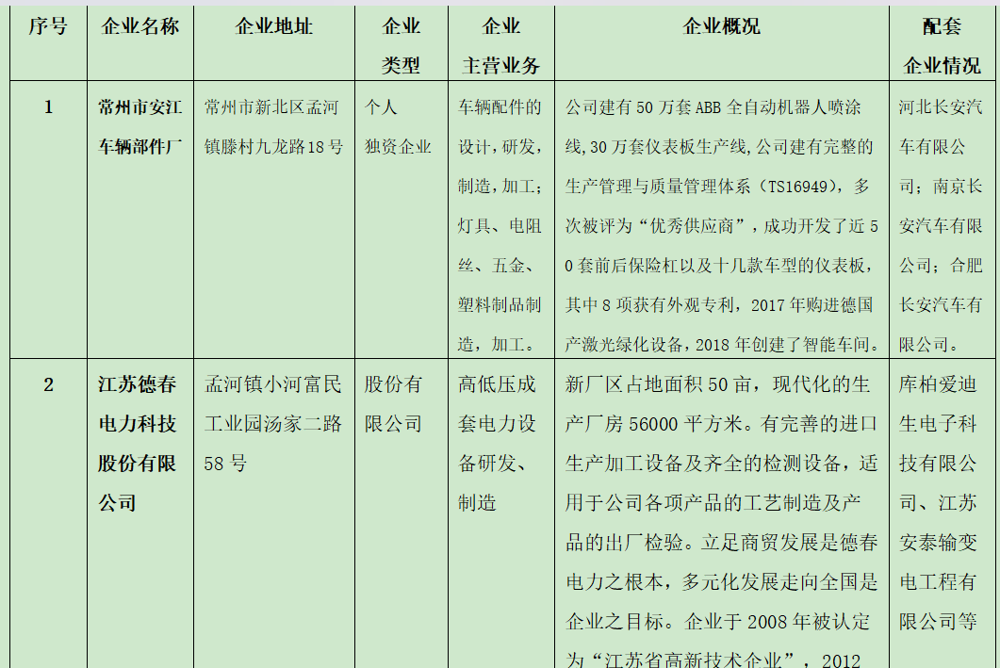 序号
企业名称
企业地址
企业
类型
企业
主营业务
企业概况
配套
企业情况
1
常州市安江
车辆部件厂
常州市新北区孟河
镇滕村九龙路18号
个人
独资企业
车辆配件的
设计,研发,
制造,加工;
灯具、电阻
丝、五金、
塑料制品制
造,加工。
公司建有50万套ABB全自动机器人喷涂
线,30万套仪表板生产线,公司建有完整的
生产管理与质量管理体系（TS16949），多
次被评为“优秀供应商”,成功开发了近5
0套前后保险杠以及十几款车型的仪表板,
其中8项获有外观专利,2017年购进德国
产激光绿化设备,2018年创建了智能车间。
河北长安汽
车有限公
司；南京长
安汽车有限
公司；合肥
长安汽车有
限公司。
2
江苏德春
电力科技
股份有限
公司
孟河镇小河富民
工业园汤家二路
58号
股份有
限公司
高低压成
套电力设
备研发、
制造
新厂区占地面积50亩，现代化的生
产厂房56000平方米。有完善的进口
生产加工设备及齐全的检测设备，适
用于公司各项产品的工艺制造及产
品的出厂检验。立足商贸发展是德春
电力之根本，多元化发展走向全国是
企业之目标。企业于2008年被认定
为“江苏省高新技术企业”，2012
库柏爱迪
生电子科
技有限公
司、江苏
安泰输变
电工程有
限公司等